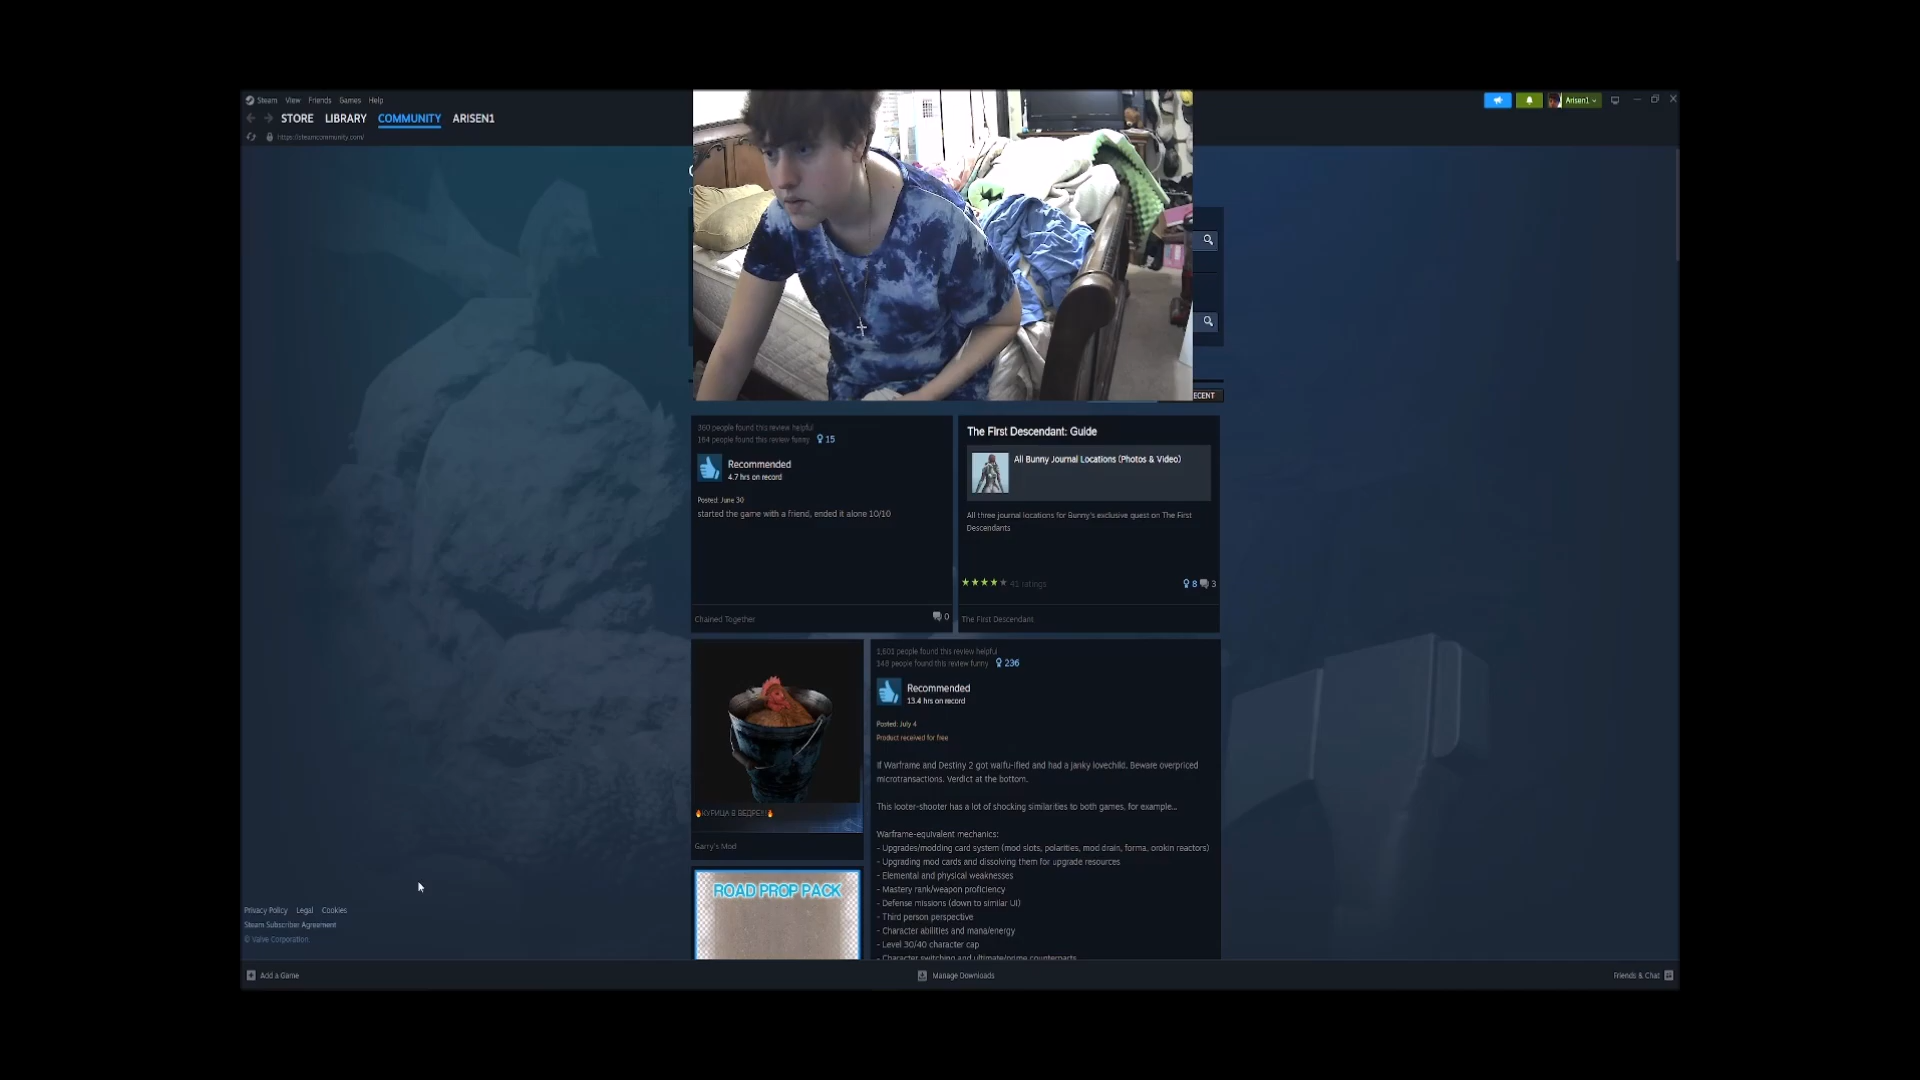 Steam View Friends Games Help
Arisen1
STORE LIBRARY COMMUNITY ARISEN1
https://steamcommunity.com/
360 people found this review helpful
164 people found this review funny 15
Recommended
4.7 hrs on record
Posted: June 30
started the game with a friend, ended it alone 10/10
Chained Together
0
The First Descendant: Guide
All Bunny Journal Locations (Photos & Video)
All three journal locations for Bunny's exclusive quest on The First
Descendants
41 ratings
8 3
The First Descendant
🔥КУРИЦА В ВЕДРЕ!!🔥
Garry's Mod
ROAD PROP PACK
1,601 people found this review helpful
148 people found this review funny 236
Recommended
13.4 hrs on record
Posted: July 4
Product received for free
If Warframe and Destiny 2 got waifu-ified and had a janky lovechild. Beware overpriced
microtransactions. Verdict at the bottom.
This looter-shooter has a lot of shocking similarities to both games, for example...
Warframe-equivalent mechanics:
- Upgrades/modding card system (mod slots, polarities, mod drain, forma, orokin reactors)
- Upgrading mod cards and dissolving them for upgrade resources
- Elemental and physical weaknesses
- Mastery rank/weapon proficiency
- Defense missions (down to similar UI)
- Third person perspective
- Character abilities and mana/energy
- Level 30/40 character cap
- Character switching and ultimate/prime counterparts
Privacy Policy Legal Cookies
Steam Subscriber Agreement
© Valve Corporation.
Add a Game
Manage Downloads
Friends & Chat